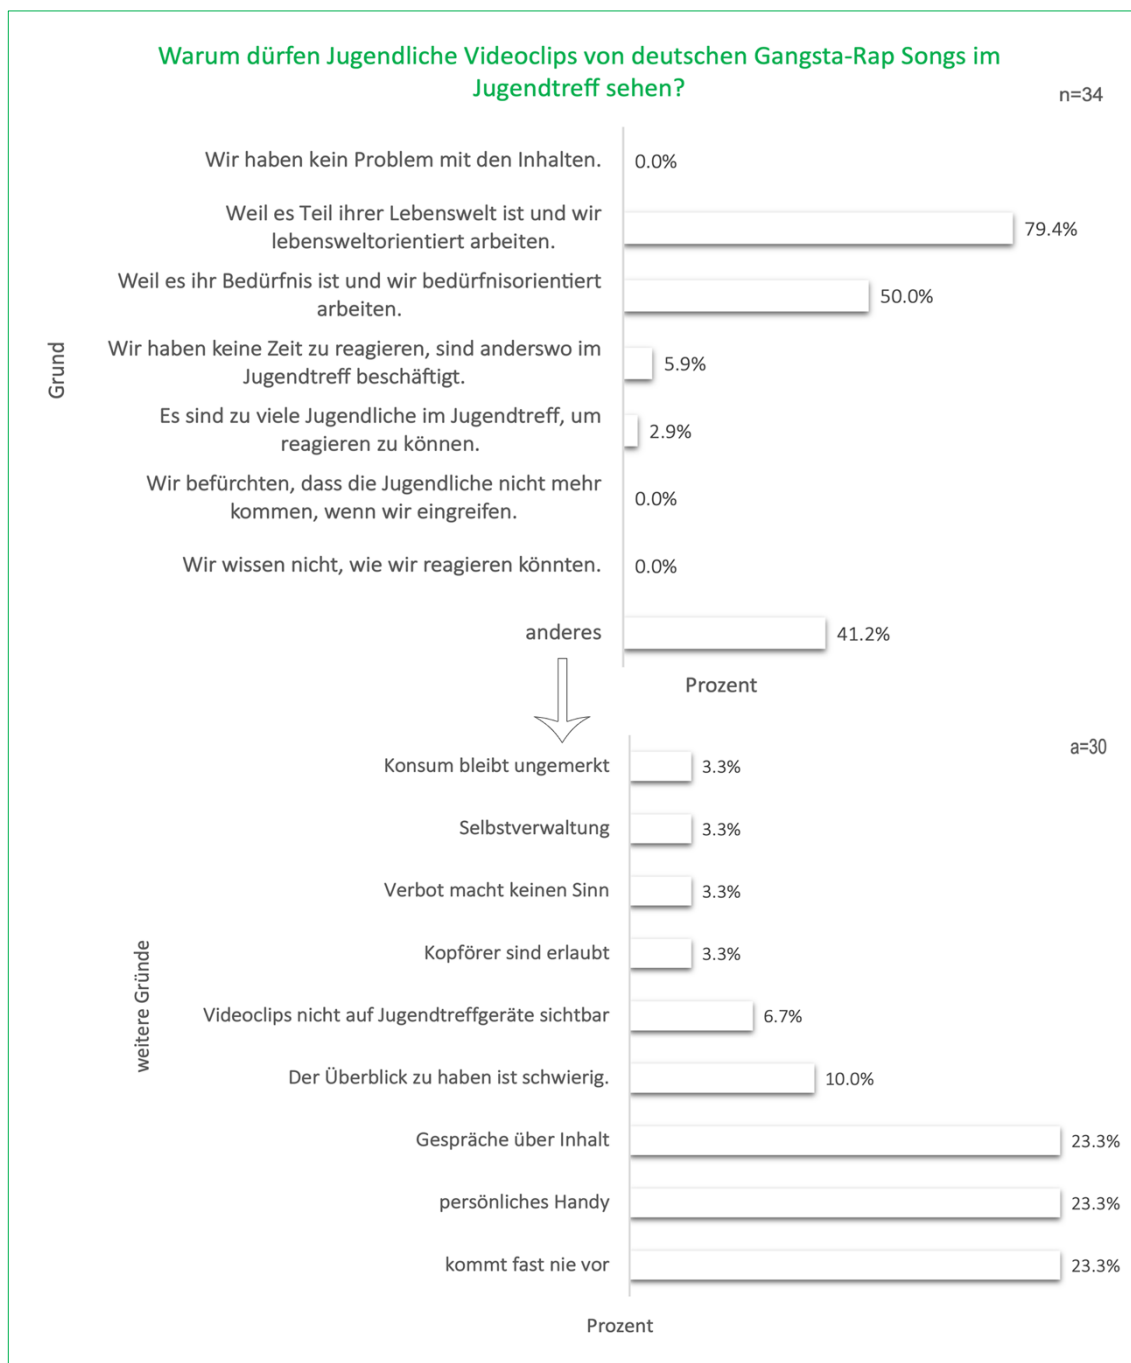 Warum dürfen Jugendliche Videoclips von deutschen Gangsta-Rap Songs im
Jugendtreff sehen?
n=34
Grund
Wir haben kein Problem mit den Inhalten.
0.0%
Weil es Teil ihrer Lebenswelt ist und wir
lebensweltorientiert arbeiten.
79.4%
Weil es ihr Bedürfnis ist und wir bedürfnisorientiert
arbeiten.
50.0%
Wir haben keine Zeit zu reagieren, sind anderswo im
Jugendtreff beschäftigt.
5.9%
Es sind zu viele Jugendliche im Jugendtreff, um
reagieren zu können.
2.9%
Wir befürchten, dass die Jugendliche nicht mehr
kommen, wenn wir eingreifen.
0.0%
Wir wissen nicht, wie wir reagieren könnten.
0.0%
anderes
41.2%
Prozent
a=30
weitere Gründe
Konsum bleibt ungemerkt
3.3%
Selbstverwaltung
3.3%
Verbot macht keinen Sinn
3.3%
Kopförer sind erlaubt
3.3%
Videoclips nicht auf Jugendtreffgeräte sichtbar
6.7%
Der Überblick zu haben ist schwierig.
10.0%
Gespräche über Inhalt
23.3%
persönliches Handy
23.3%
kommt fast nie vor
23.3%
Prozent